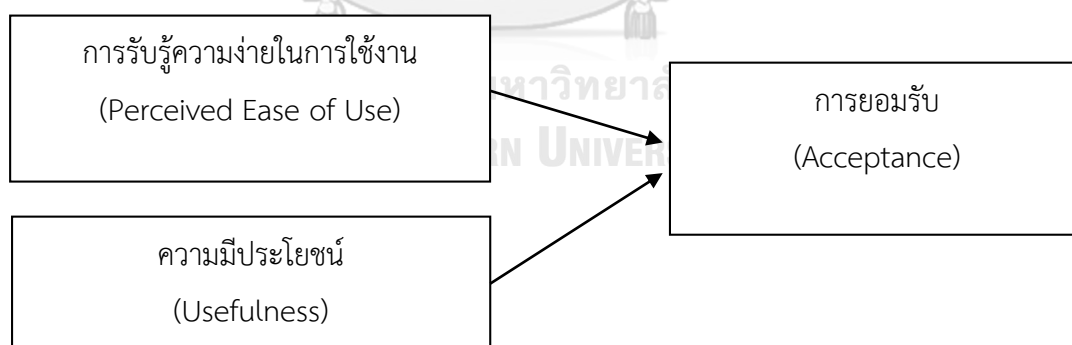 การรับรู้ความง่ายในการใช้งาน
(Perceived Ease of Use)
การยอมรับ
(Acceptance)
ความมีประโยชน์
(Usefulness)
UNIVER